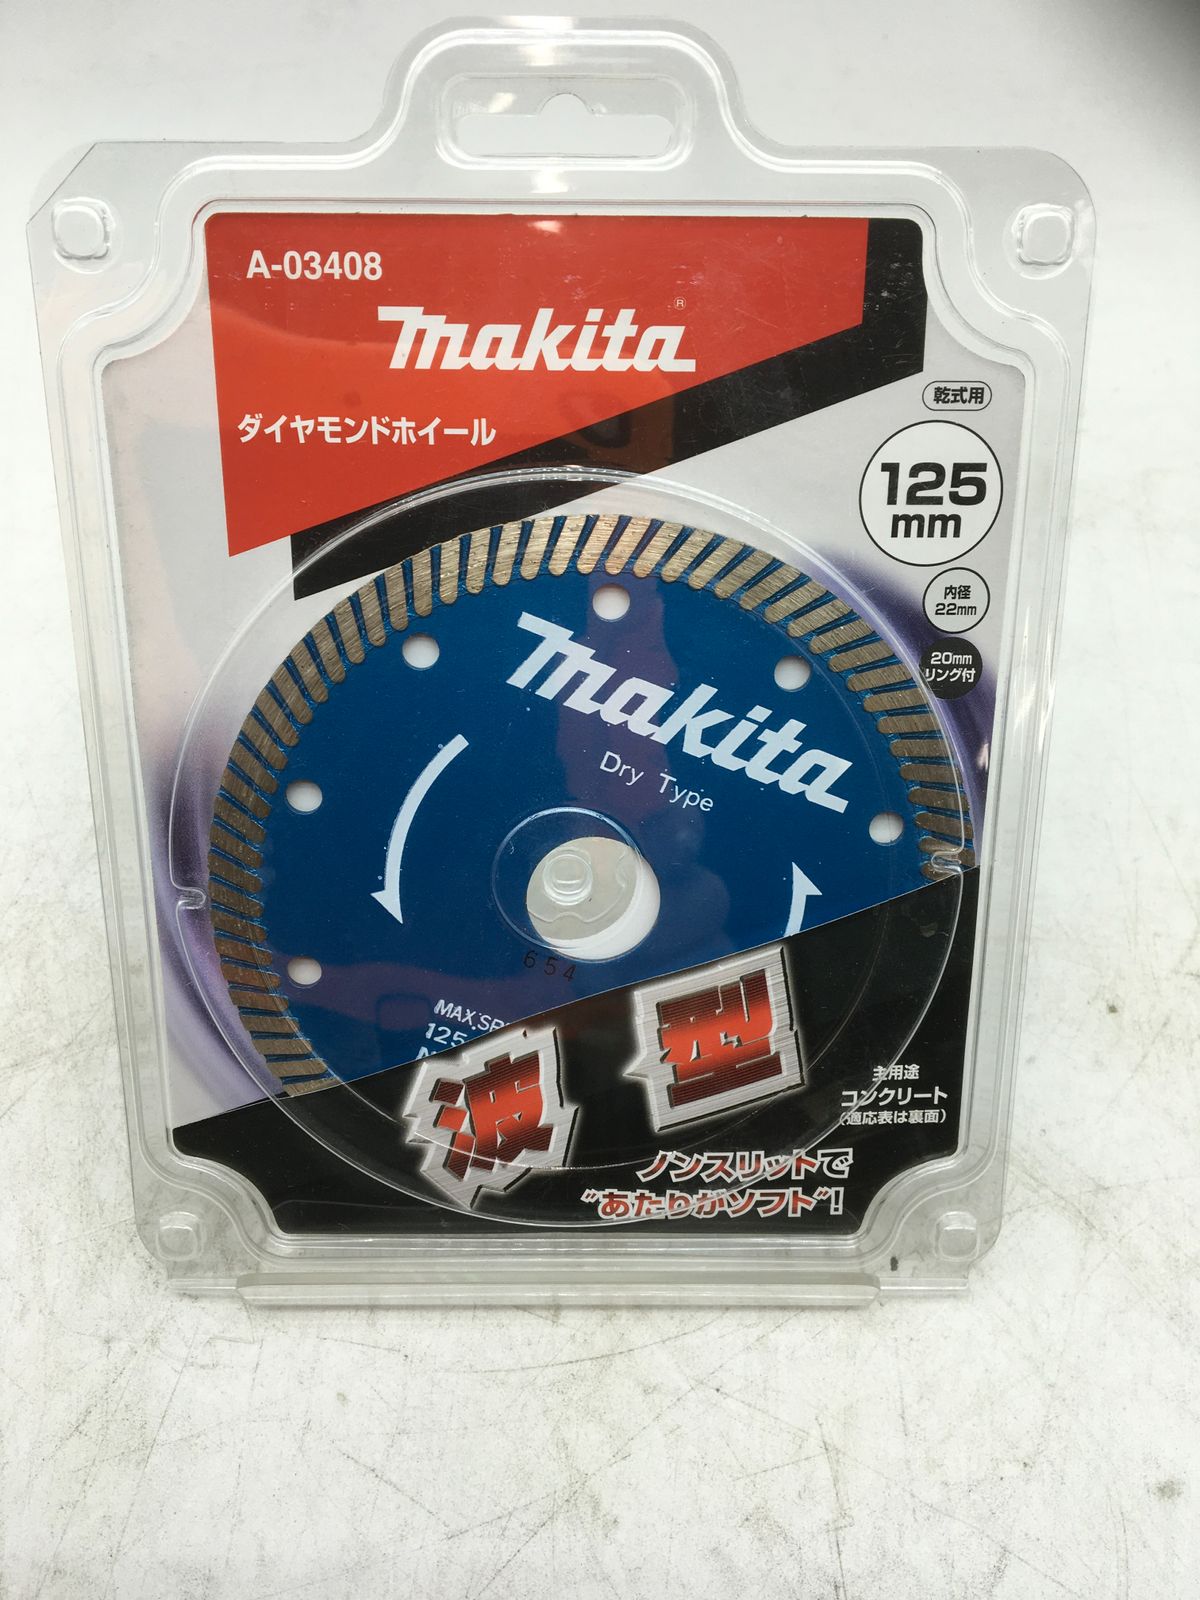 A-03408
makita®
ダイヤモンドホイール
乾式用
125
mm
内径
22mm
20mm
リング付
makita
Dry Type
654
MAX.
125
波型
主用途
コンクリート
(適応表は裏面)
ノンスリットで
"あたりがソフト"!